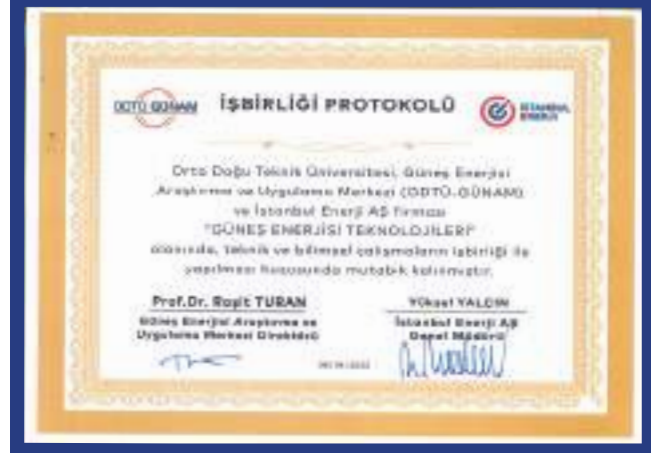 ODTÜ GÜNAM
İŞBİRLİĞİ PROTOKOLÜ
İSTANBUL
ENERJİ
Orta Doğu Teknik Üniversitesi, Güneş Enerjisi
Araştırma ve Uygulama Merkezi (ODTÜ-GÜNAM)
ve İstanbul Enerji AŞ firması
"GÜNEŞ ENERJİSİ TEKNOLOJİLERİ"
alanında, teknik ve bilimsel çalışmaların işbirliği ile
yapılması hususunda mutabık kalınmıştır.
Prof.Dr. Raşit TURAN
Güneş Enerjisi Araştırma ve
Uygulama Merkezi Direktörü
Yüksel YALÇIN
İstanbul Enerji AŞ
Genel Müdürü